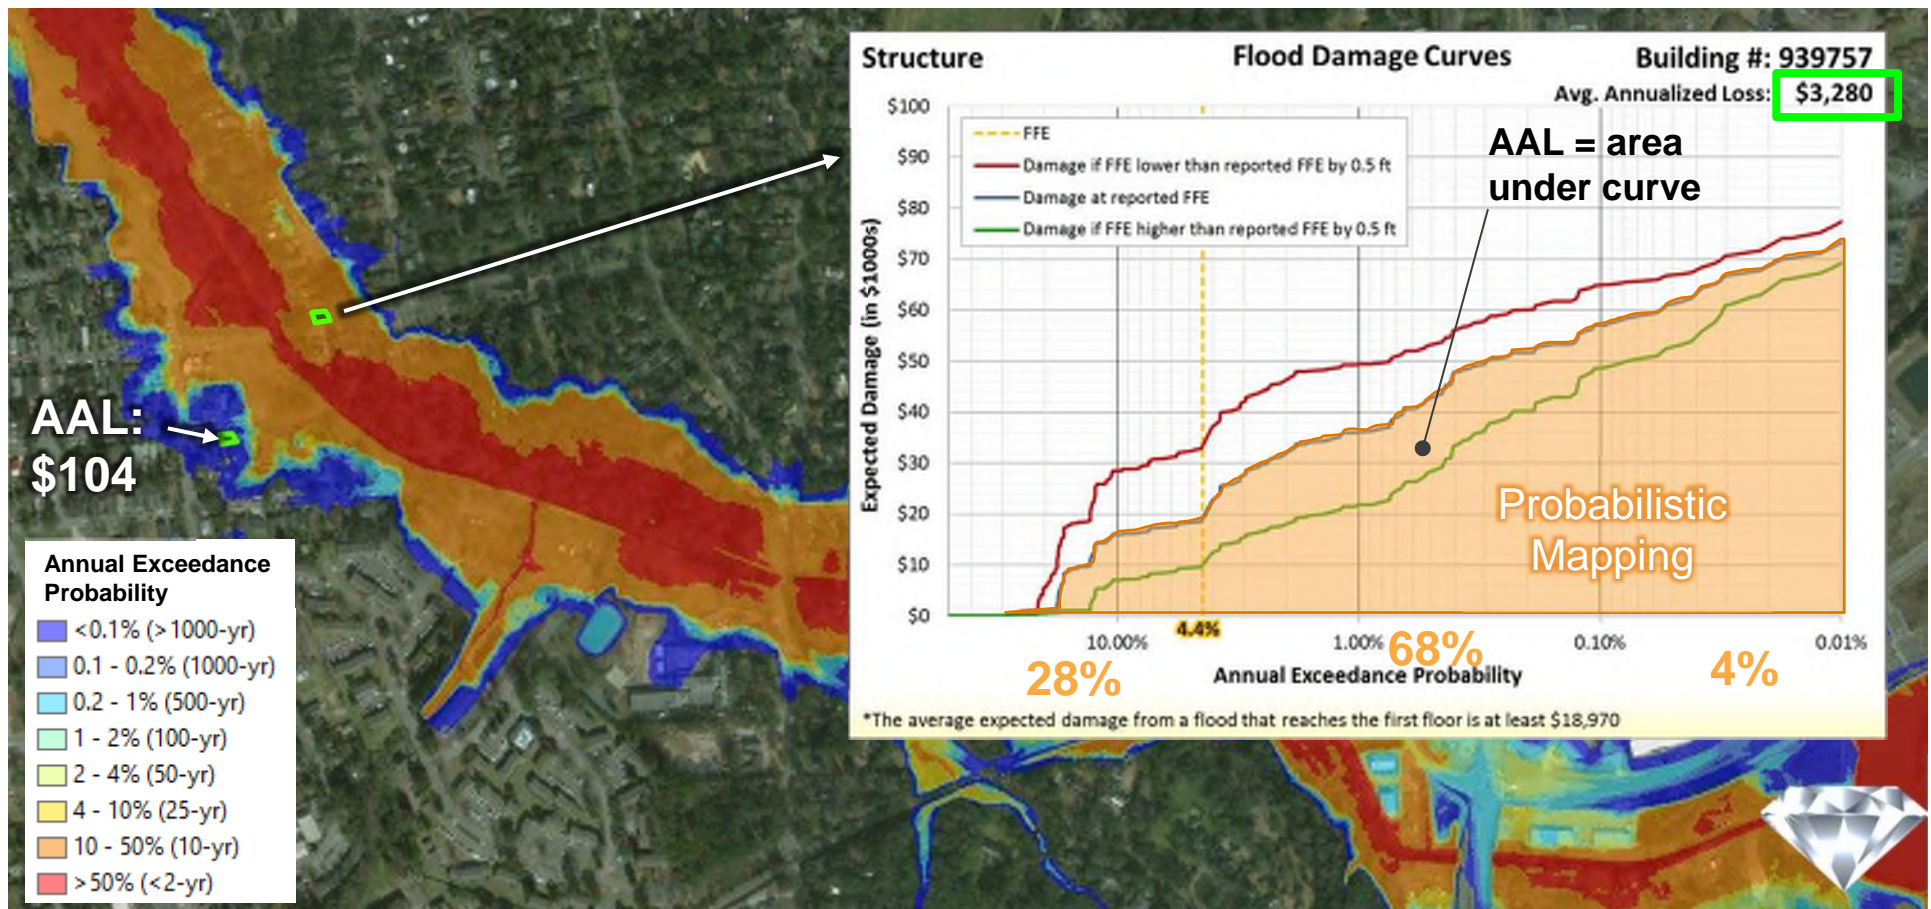 Structure
Flood Damage Curves
Building #: 939757
Avg. Annualized Loss: $3,280
$100
$90
$80
$70
$60
$50
$40
$30
$20
$10
$0
Expected Damage (in $1000s)
FFE
Damage if FFE lower than reported FFE by 0.5 ft
Damage at reported FFE
Damage if FFE higher than reported FFE by 0.5 ft
AAL = area
under curve
Probabilistic
Mapping
10.00%
4.4%
1.00%
0.10%
0.01%
28%
68%
4%
Annual Exceedance Probability
*The average expected damage from a flood that reaches the first floor is at least $18,970
AAL:
$104
Annual Exceedance
Probability
<0.1% (>1000-yr)
0.1 - 0.2% (1000-yr)
0.2 - 1% (500-yr)
1 - 2% (100-yr)
2 - 4% (50-yr)
4 - 10% (25-yr)
10 - 50% (10-yr)
>50% (<2-yr)